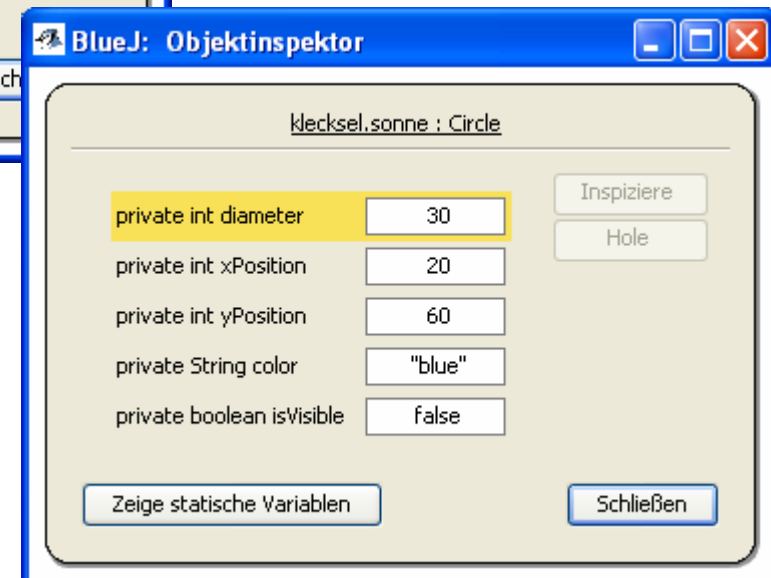 ch
BlueJ: Objektinspektor
klecksel.sonne : Circle
private int diameter 30
Inspiziere
private int xPosition 20
Hole
private int yPosition 60
private String color "blue"
private boolean isVisible false
Zeige statische Variablen
Schließen